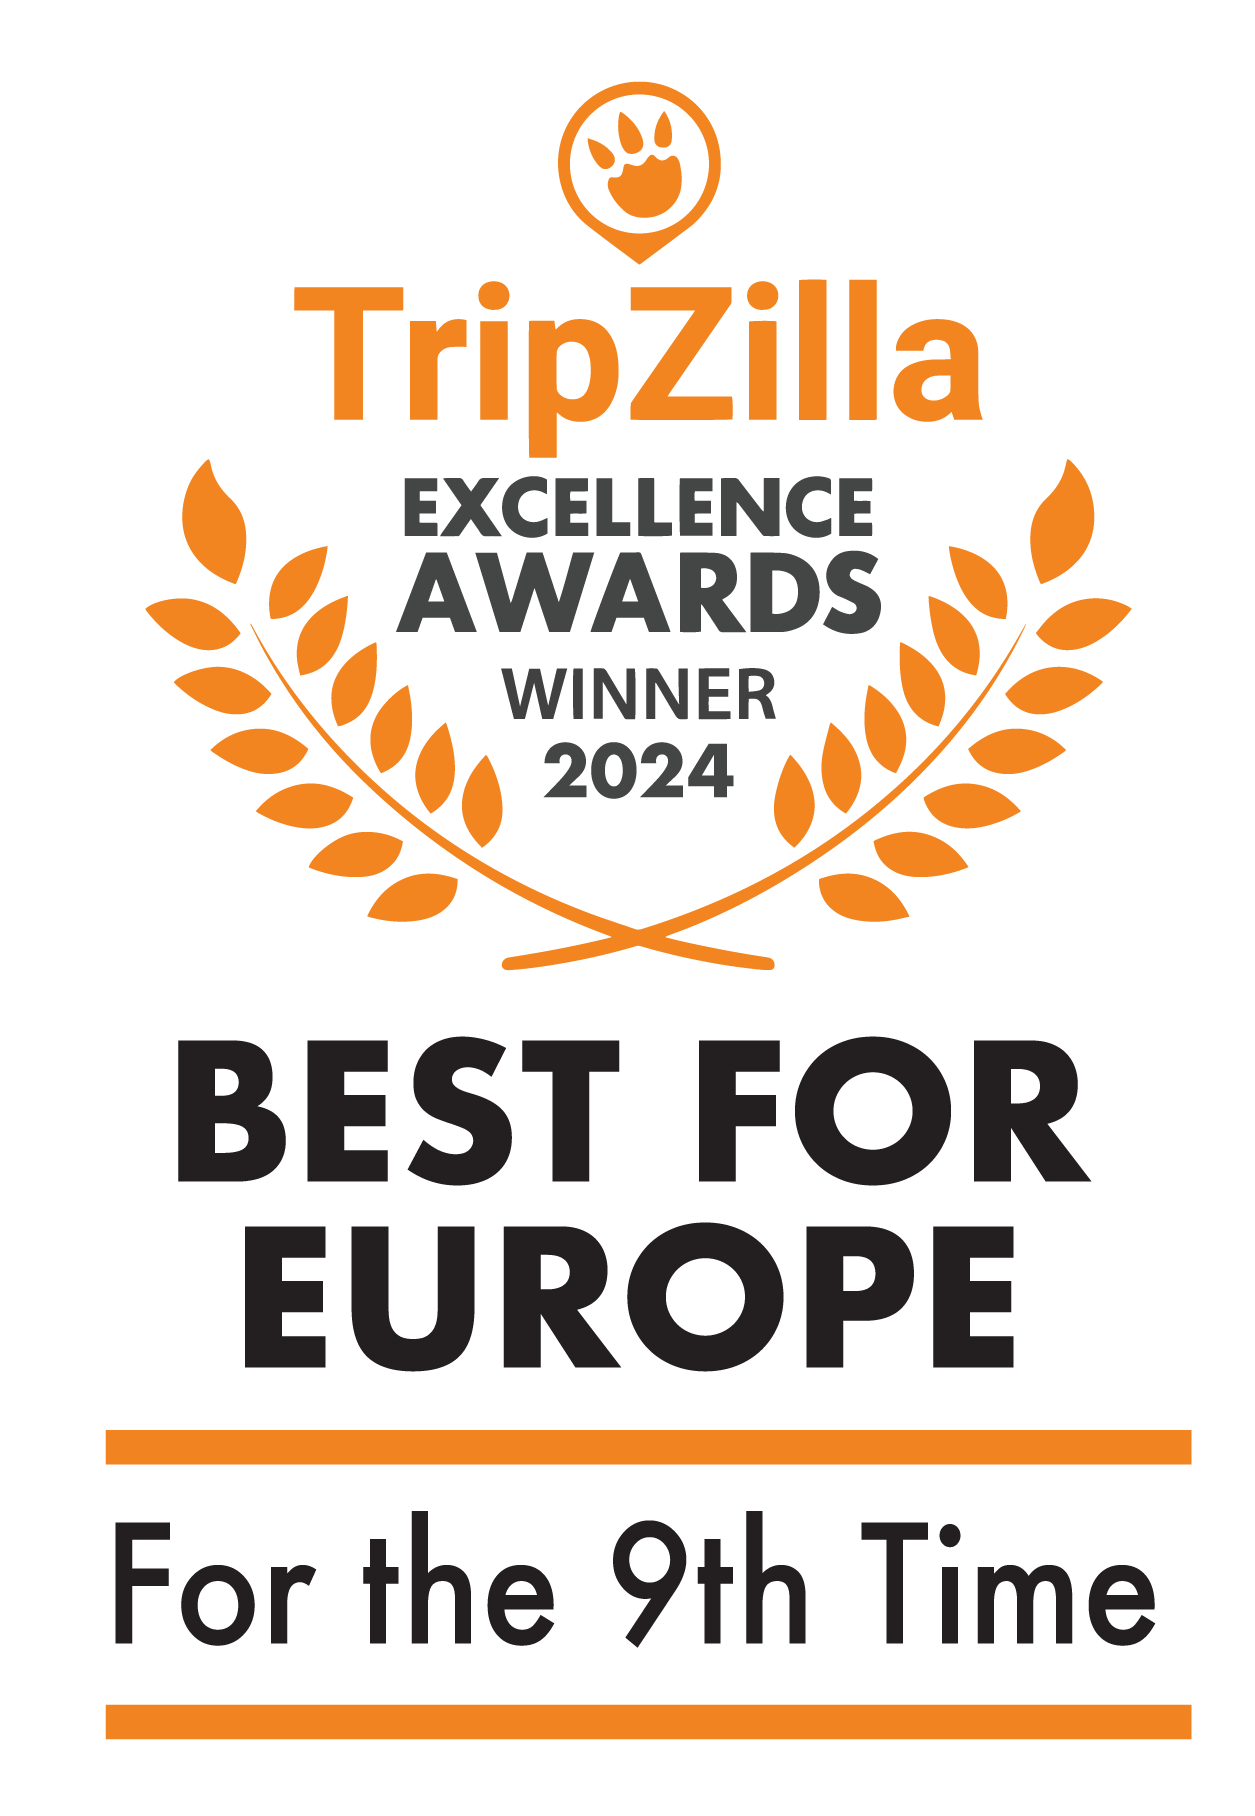 TripZilla
EXCELLENCE
AWARDS
WINNER
2024
BEST FOR
EUROPE
For the 9th Time